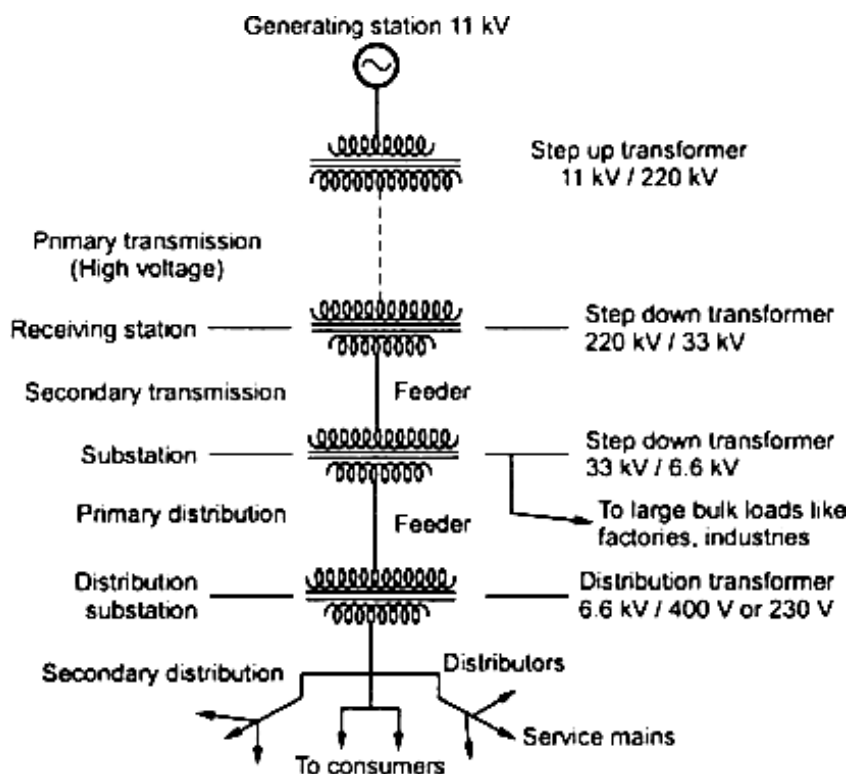 Generating station 11 kV
Step up transformer
11 kV / 220 kV
Primary transmission
(High voltage)
Receiving station
Step down transformer
220 kV / 33 kV
Secondary transmission
Feeder
Substation
Step down transformer
33 kV / 6.6 kV
Primary distribution
Feeder
To large bulk loads like
factories, industries
Distribution
substation
Distribution transformer
6.6 kV / 400 V or 230 V
Secondary distribution
Distributors
Service mains
To consumers